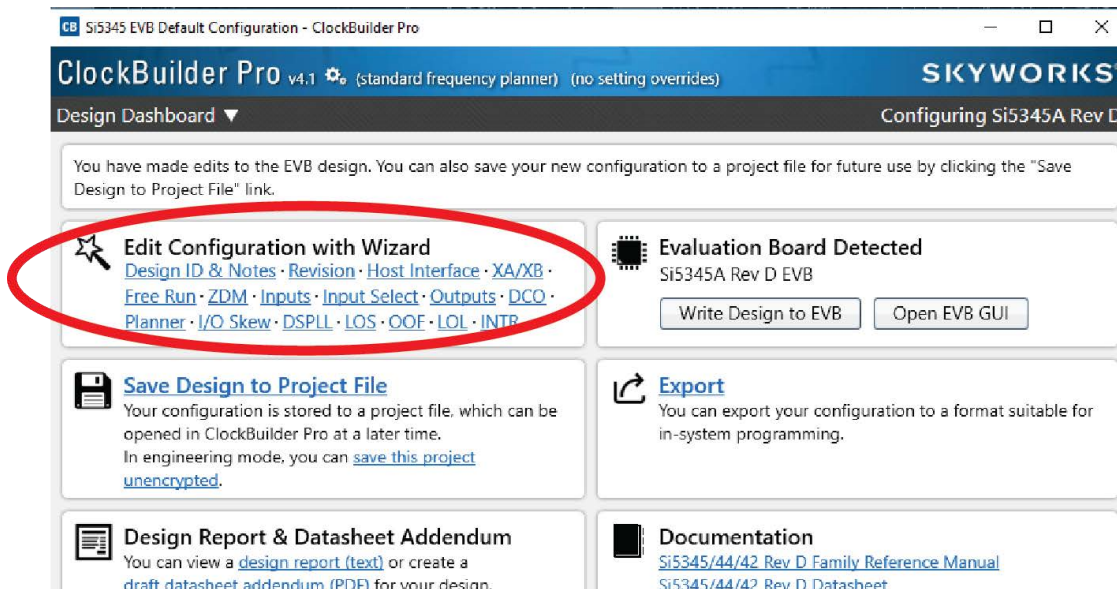 CB Si5345 EVB Default Configuration - ClockBuilder Pro
ClockBuilder Pro v4.1 (standard frequency planner) (no setting overrides)
SKYWORKS
Design Dashboard ▼
Configuring Si5345A Rev D
You have made edits to the EVB design. You can also save your new configuration to a project file for future use by clicking the "Save
Design to Project File" link.
Edit Configuration with Wizard
Design ID & Notes · Revision · Host Interface · XA/XB ·
Free Run · ZDM · Inputs · Input Select · Outputs · DCO ·
Planner · I/O Skew · DSPLL · LOS · OOF · LOL · INTR
Evaluation Board Detected
Si5345A Rev D EVB
Write Design to EVB
Open EVB GUI
Save Design to Project File
Your configuration is stored to a project file, which can be
opened in ClockBuilder Pro at a later time.
In engineering mode, you can save this project
unencrypted.
Export
You can export your configuration to a format suitable for
in-system programming.
Design Report & Datasheet Addendum
You can view a design report (text) or create a
draft datasheet addendum (PDF) for your design.
Documentation
Si5345/44/42 Rev D Family Reference Manual
Si5345/44/42 Rev D Datasheet